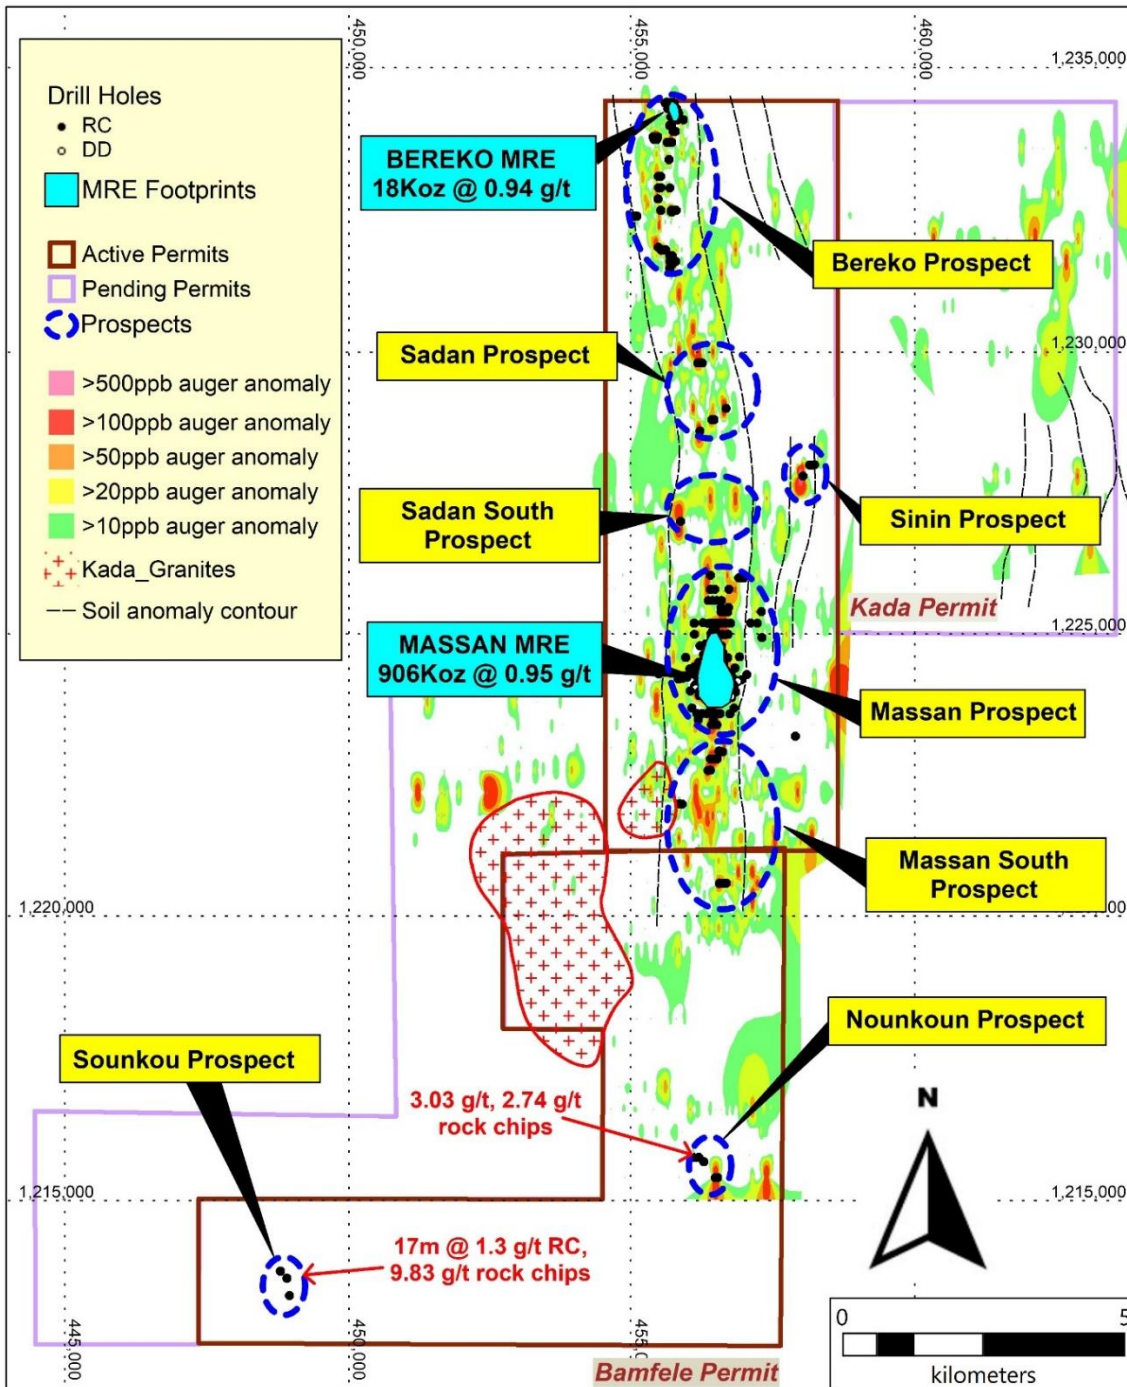 450,000
455,000
460,000
1,235,000
Drill Holes
RC
DD
MRE Footprints
Active Permits
Pending Permits
Prospects
>500ppb auger anomaly
>100ppb auger anomaly
>50ppb auger anomaly
>20ppb auger anomaly
>10ppb auger anomaly
Kada_Granites
Soil anomaly contour
BEREKO MRE
18Koz @ 0.94 g/t
Bereko Prospect
Sadan Prospect
1,230,000
Sadan South
Prospect
Sinin Prospect
Kada Permit
1,225,000
MASSAN MRE
906Koz @ 0.95 g/t
Massan Prospect
Massan South
Prospect
1,220,000
Nounkoun Prospect
Sounkou Prospect
3.03 g/t, 2.74 g/t
rock chips
N
1,215,000
1,215,000
17m @ 1.3 g/t RC,
9.83 g/t rock chips
0
5
kilometers
445,000
450,000
Bamfele Permit